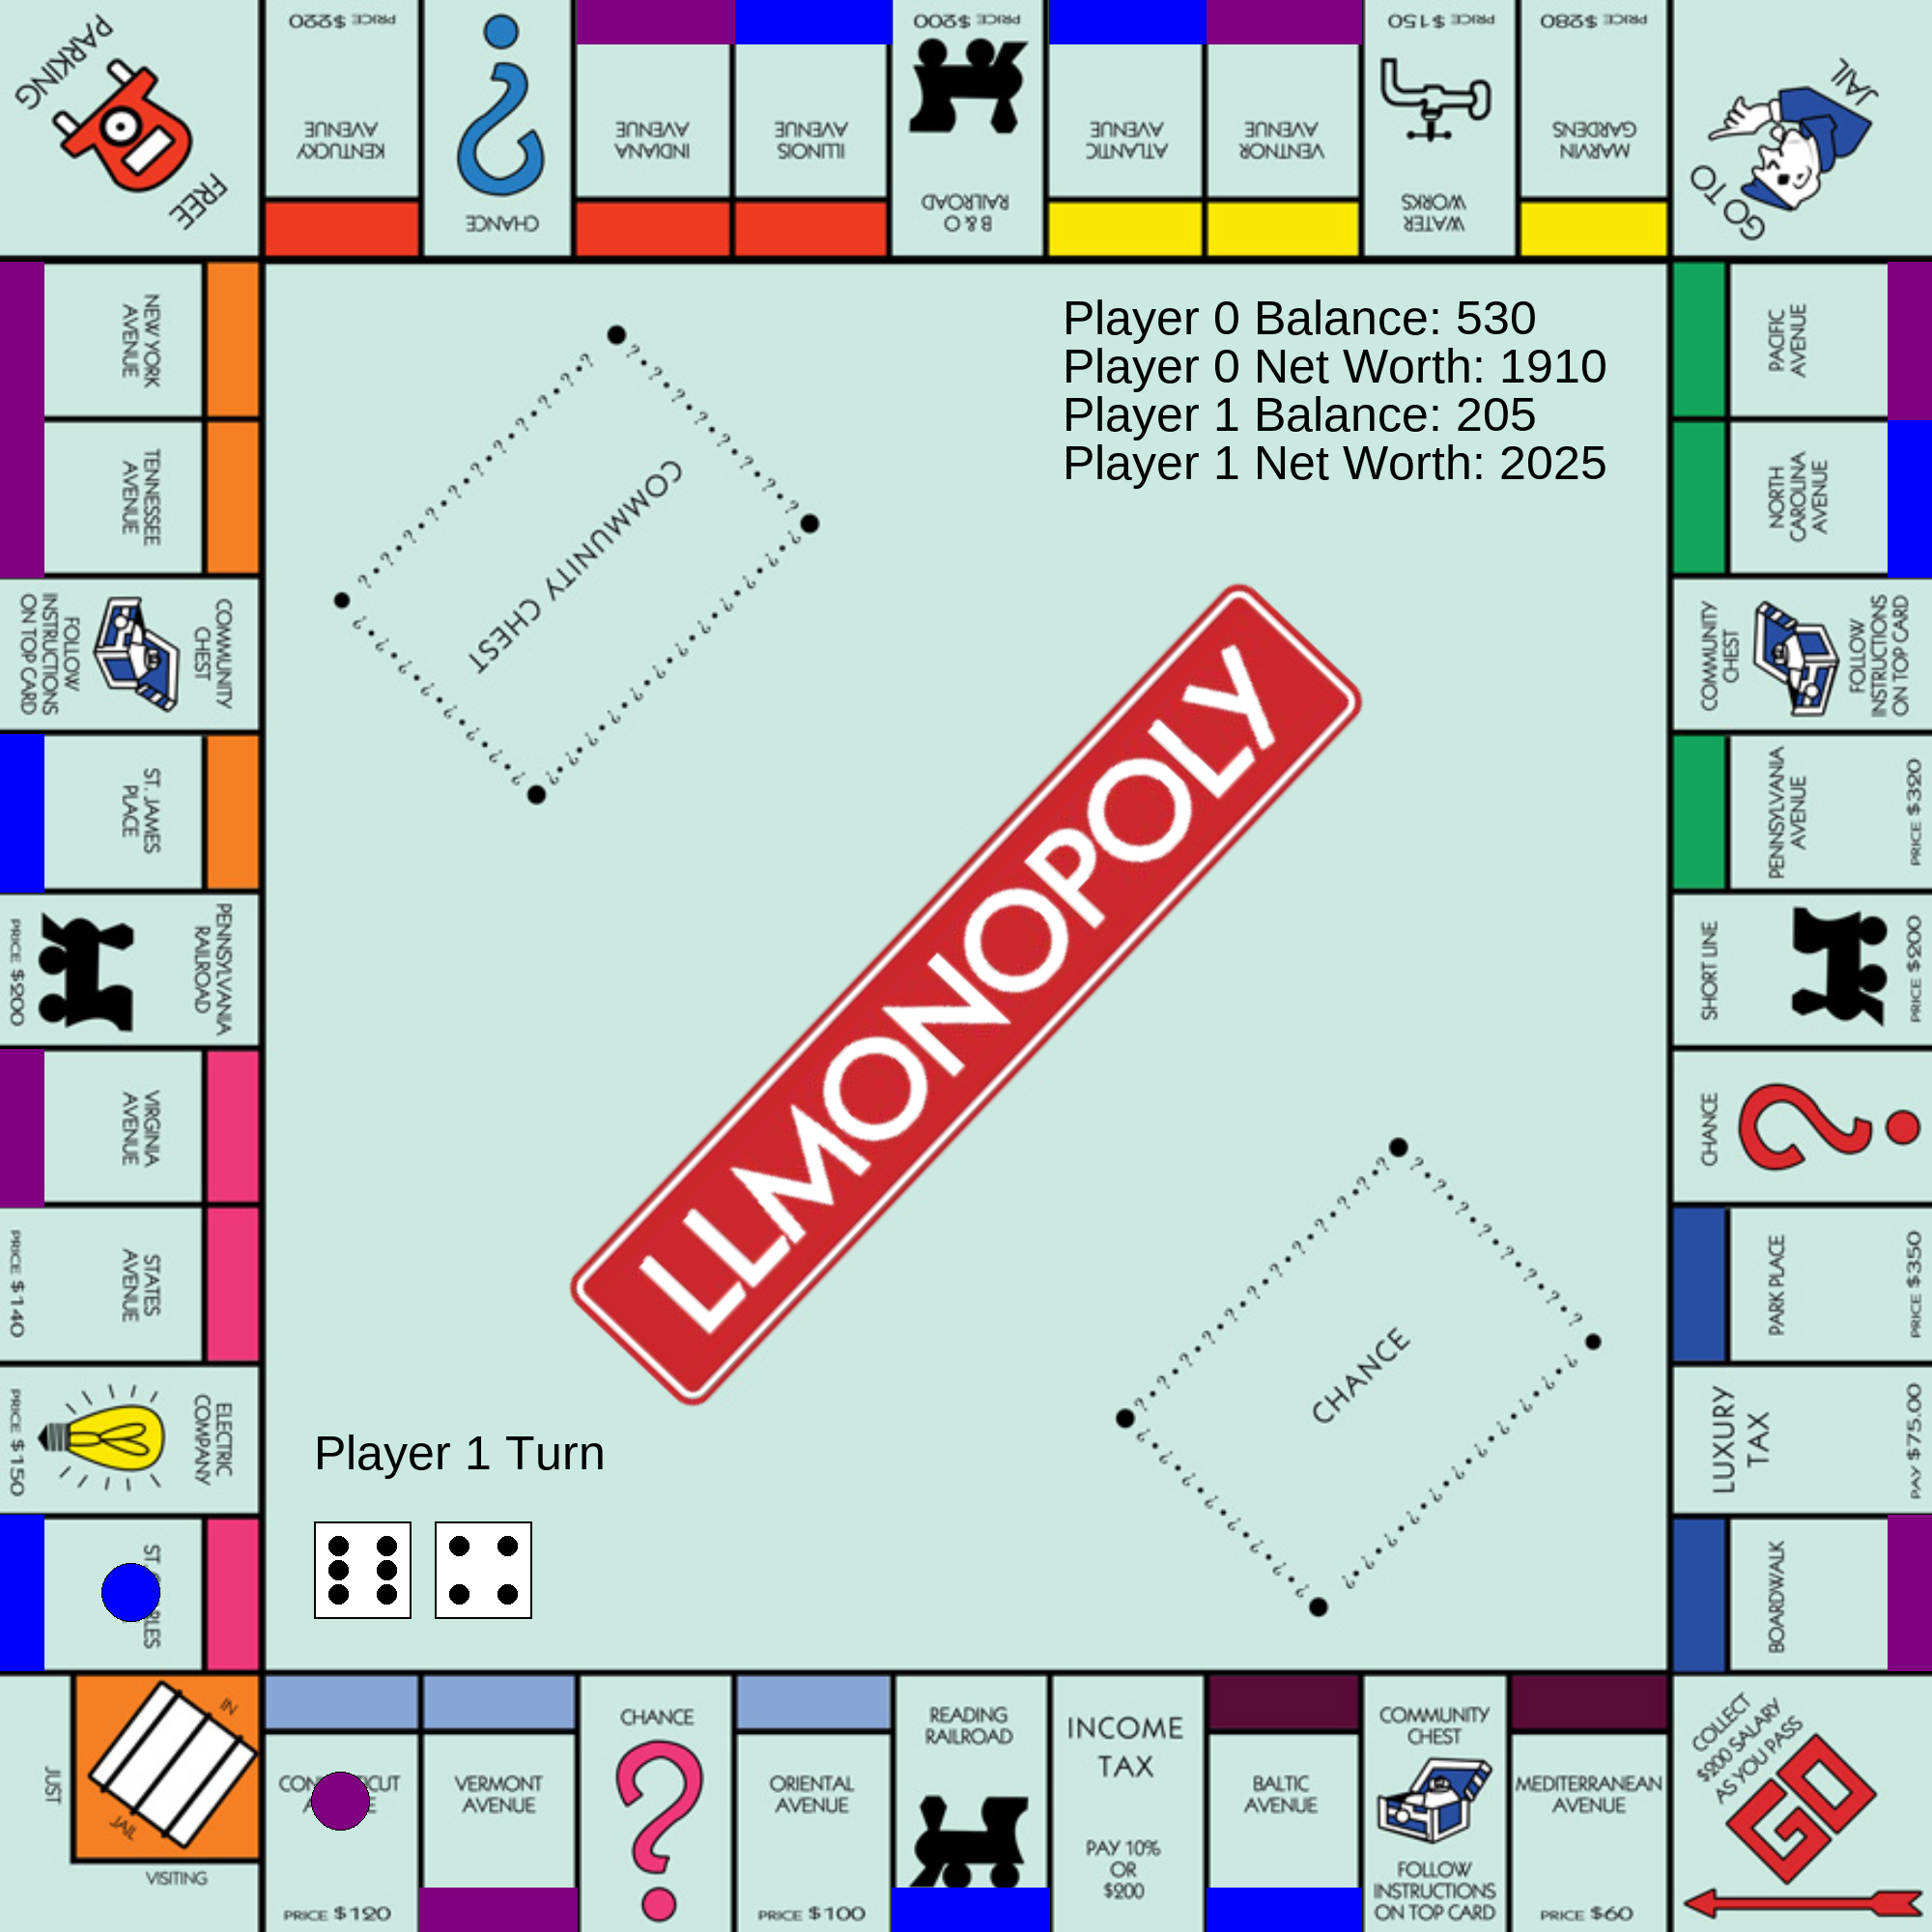 FREE
PARKING
PRICE $220
KENTUCKY
AVENUE
CHANCE
INDIANA
AVENUE
ILLINOIS
AVENUE
PRICE $200
B & O
RAILROAD
ATLANTIC
AVENUE
VENTNOR
AVENUE
PRICE $150
WATER
WORKS
PRICE $280
MARVIN
GARDENS
GO TO
JAIL
NEW YORK
AVENUE
TENNESSEE
AVENUE
COMMUNITY
CHEST
FOLLOW
INSTRUCTIONS
ON TOP CARD
ST. JAMES
PLACE
PENNSYLVANIA
RAILROAD
PRICE $200
VIRGINIA
AVENUE
STATES
AVENUE
PRICE $140
ELECTRIC
COMPANY
PRICE $150
Player 0 Balance: 530
Player 0 Net Worth: 1910
Player 1 Balance: 205
Player 1 Net Worth: 2025
COMMUNITY CHEST
LLMONOPOLY
CHANCE
Player 1 Turn
PACIFIC
AVENUE
NORTH
CAROLINA
AVENUE
COMMUNITY
CHEST
FOLLOW
INSTRUCTIONS
ON TOP CARD
PENNSYLVANIA
AVENUE
PRICE $320
SHORT LINE
PRICE $200
CHANCE
PARK PLACE
PRICE $350
LUXURY
TAX
PAY $75.00
BOARDWALK
IN
JAIL
JUST
VISITING
PRICE $120
VERMONT
AVENUE
CHANCE
ORIENTAL
AVENUE
PRICE $100
READING
RAILROAD
INCOME
TAX
PAY 10%
OR
$200
BALTIC
AVENUE
COMMUNITY
CHEST
FOLLOW
INSTRUCTIONS
ON TOP CARD
MEDITERRANEAN
AVENUE
PRICE $60
COLLECT
$200 SALARY
AS YOU PASS
GO